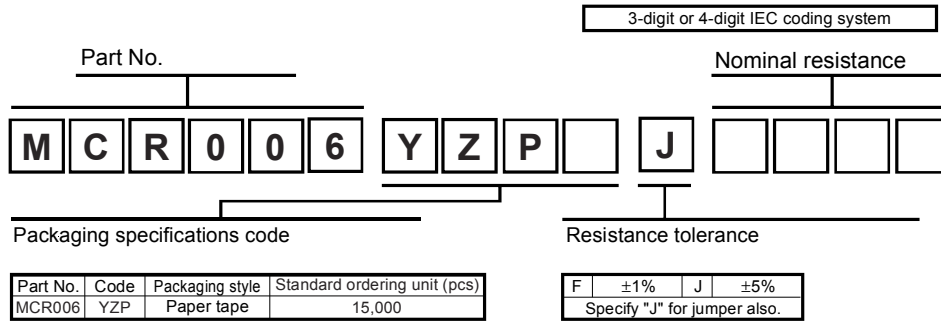 3-digit or 4-digit IEC coding system
Part No.
Nominal resistance
M C R 0 0 6 Y Z P J
Packaging specifications code
Resistance tolerance
Part No. Code Packaging style Standard ordering unit (pcs)
MCR006 YZP Paper tape 15,000
F ±1% J ±5%
Specify "J" for jumper also.